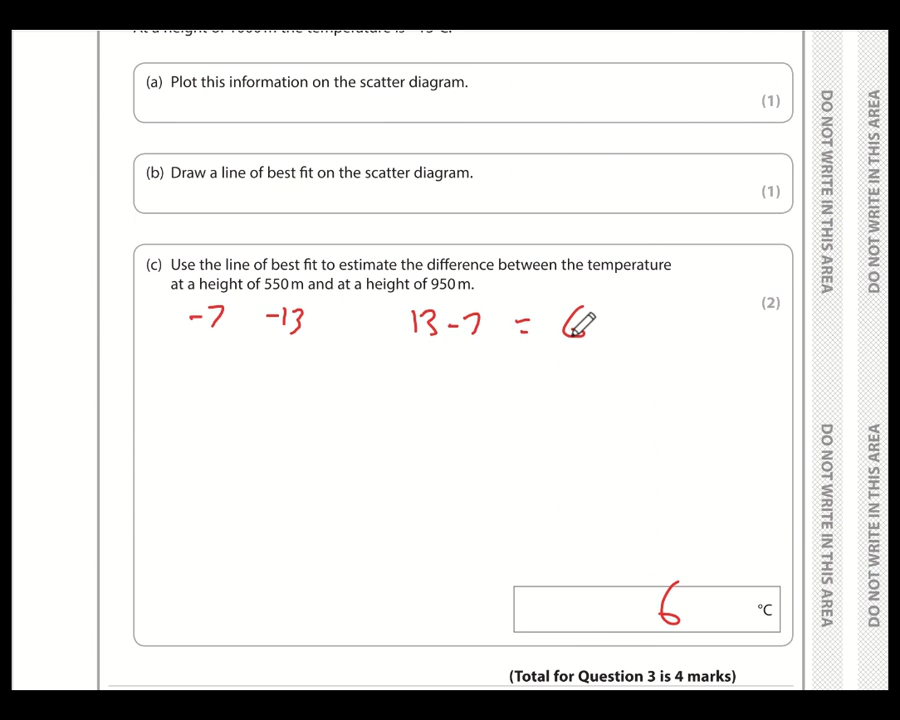 (a) Plot this information on the scatter diagram.
(1)
(b) Draw a line of best fit on the scatter diagram.
(1)
(c) Use the line of best fit to estimate the difference between the temperature
at a height of 550 m and at a height of 950 m.
(2)
-7 -13 13-7 = 6
6 °C
(Total for Question 3 is 4 marks)
DO NOT WRITE IN THIS AREA
DO NOT WRITE IN THIS AREA
DO NOT WRITE IN THIS AREA
DO NOT WRITE IN THIS AREA